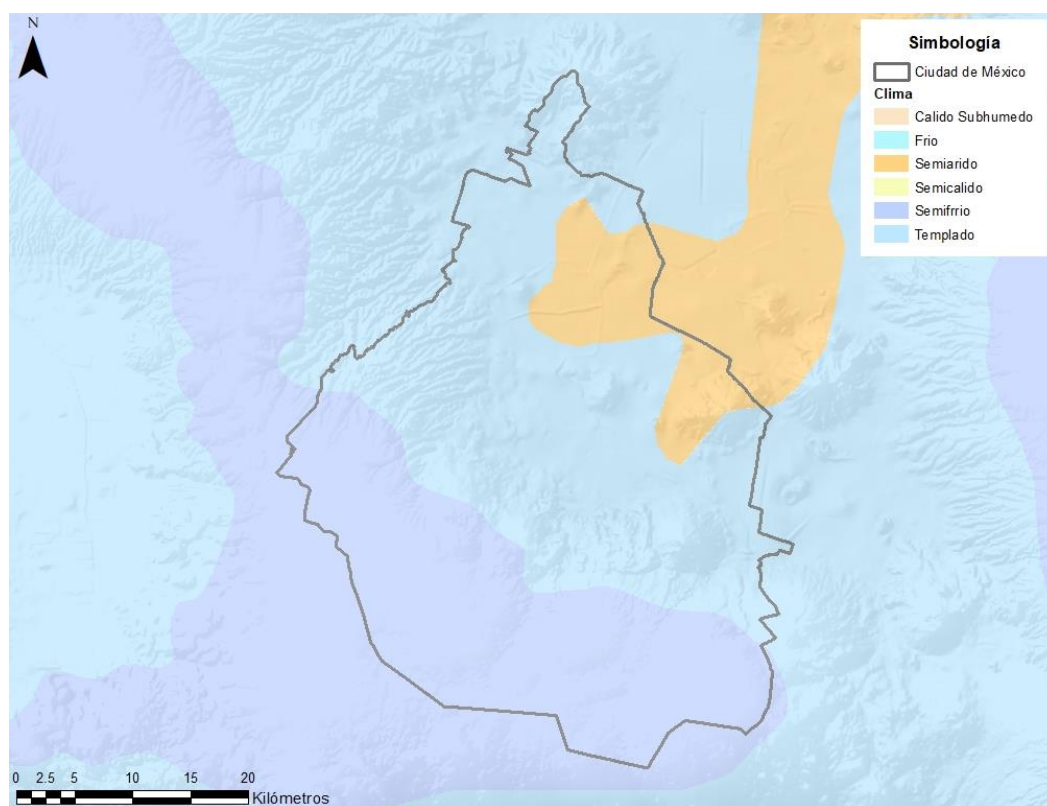 N
Simbología
Ciudad de México
Clima
Calido Subhumedo
Frio
Semiarido
Semicalido
Semifrrio
Templado
0 2.5 5 10 15 20
Kilómetros